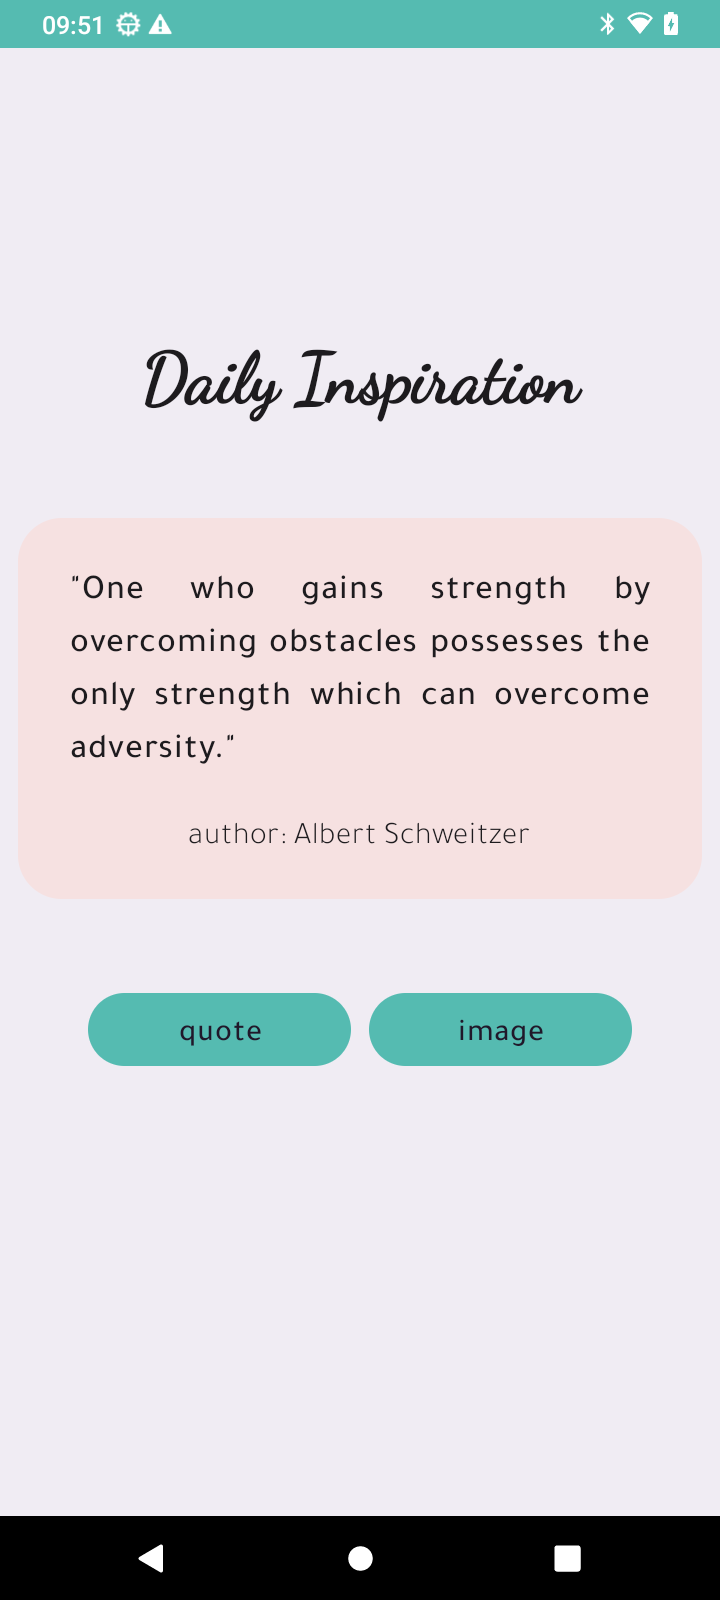 09:51
Daily Inspiration
"One who gains strength by
overcoming obstacles possesses the
only strength which can overcome
adversity."
author: Albert Schweitzer
quote image